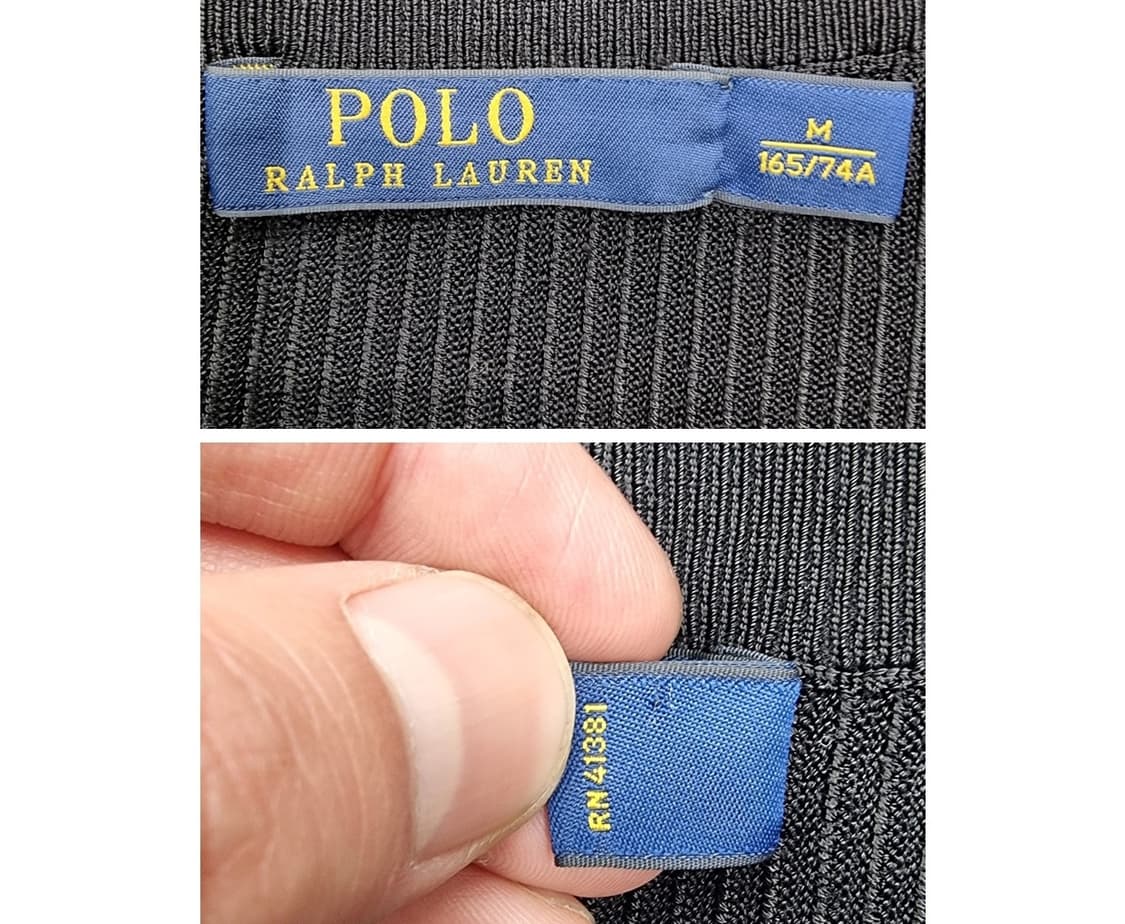 POLO
RALPH LAUREN
M
165/74A
RN 41381